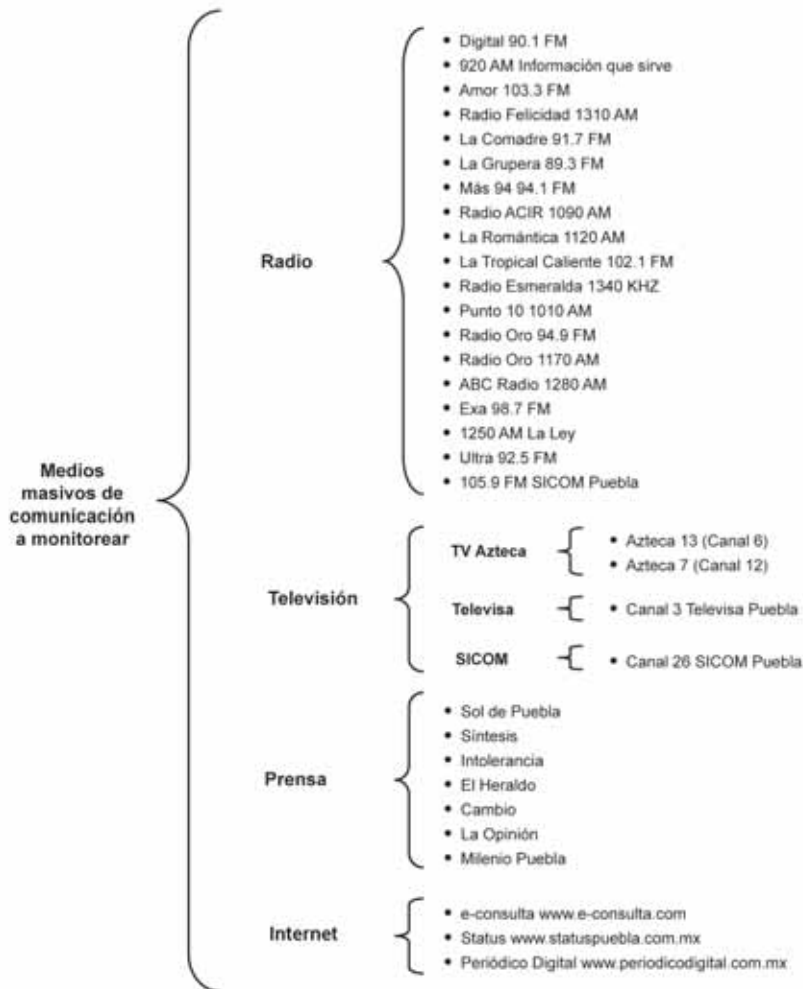 Medios
masivos de
comunicación
a monitorear
Radio
• Digital 90.1 FM
• 920 AM Información que sirve
• Amor 103.3 FM
• Radio Felicidad 1310 AM
• La Comadre 91.7 FM
• La Grupera 89.3 FM
• Más 94 94.1 FM
• Radio ACIR 1090 AM
• La Romántica 1120 AM
• La Tropical Caliente 102.1 FM
• Radio Esmeralda 1340 KHZ
• Punto 10 1010 AM
• Radio Oro 94.9 FM
• Radio Oro 1170 AM
• ABC Radio 1280 AM
• Exa 98.7 FM
• 1250 AM La Ley
• Ultra 92.5 FM
• 105.9 FM SICOM Puebla
Televisión
TV Azteca
• Azteca 13 (Canal 6)
• Azteca 7 (Canal 12)
Televisa
• Canal 3 Televisa Puebla
SICOM
• Canal 26 SICOM Puebla
Prensa
• Sol de Puebla
• Síntesis
• Intolerancia
• El Heraldo
• Cambio
• La Opinión
• Milenio Puebla
Internet
• e-consulta www.e-consulta.com
• Status www.statuspuebla.com.mx
• Periódico Digital www.periodicodigital.com.mx